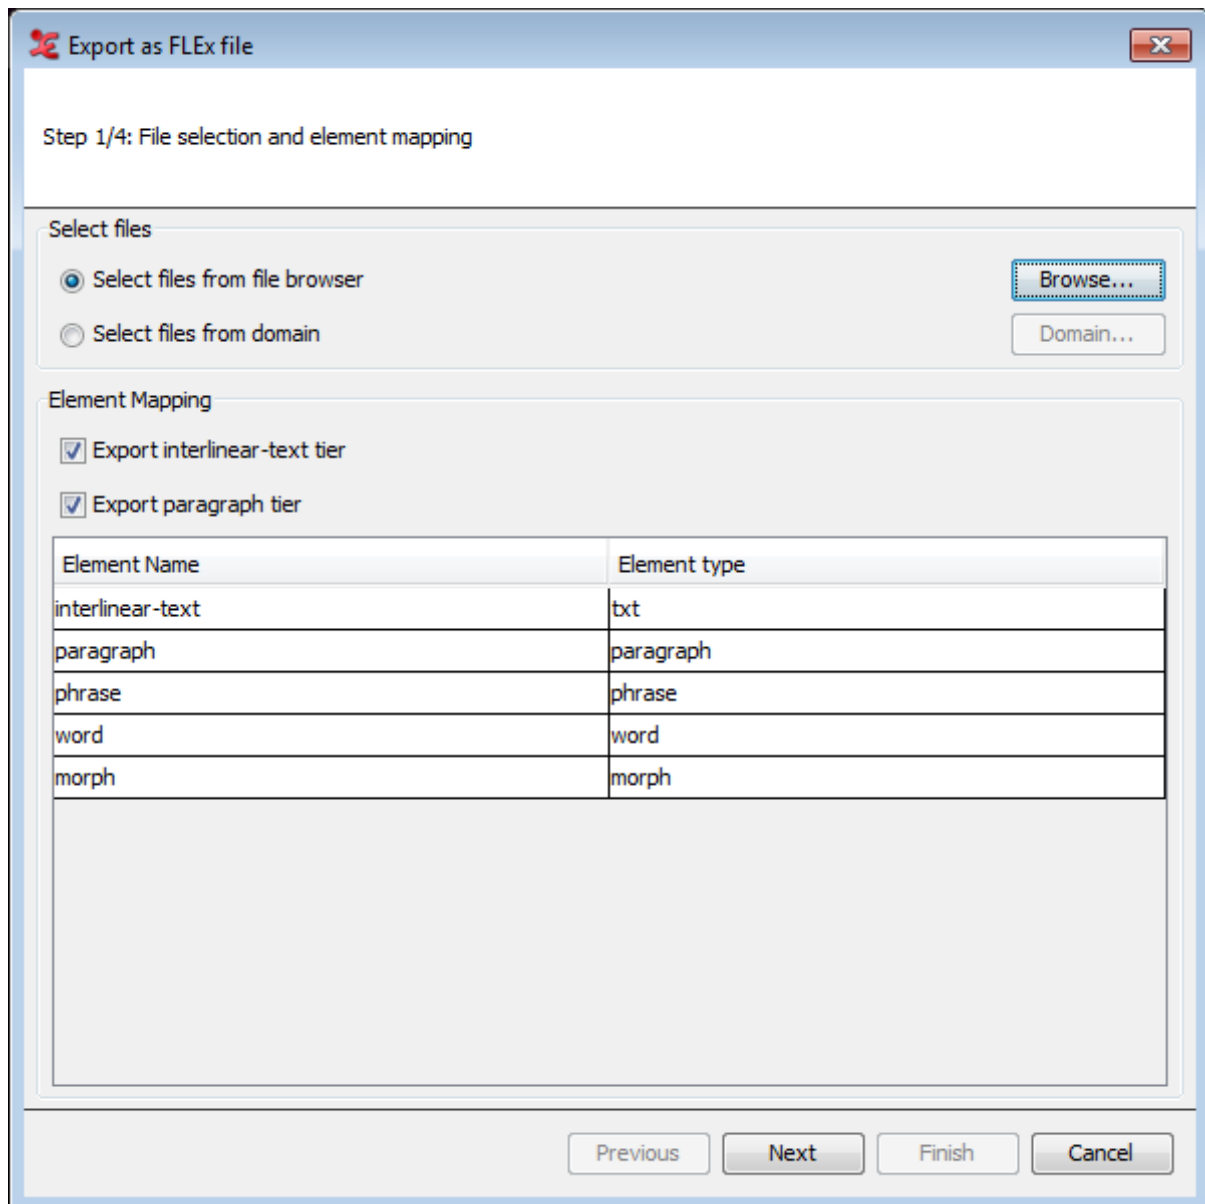 Export as FLEx file
Step 1/4: File selection and element mapping
Select files
Select files from file browser
Browse...
Select files from domain
Domain...
Element Mapping
Export interlinear-text tier
Export paragraph tier
Element Name Element type
interlinear-text txt
paragraph paragraph
phrase phrase
word word
morph morph
Previous Next Finish Cancel